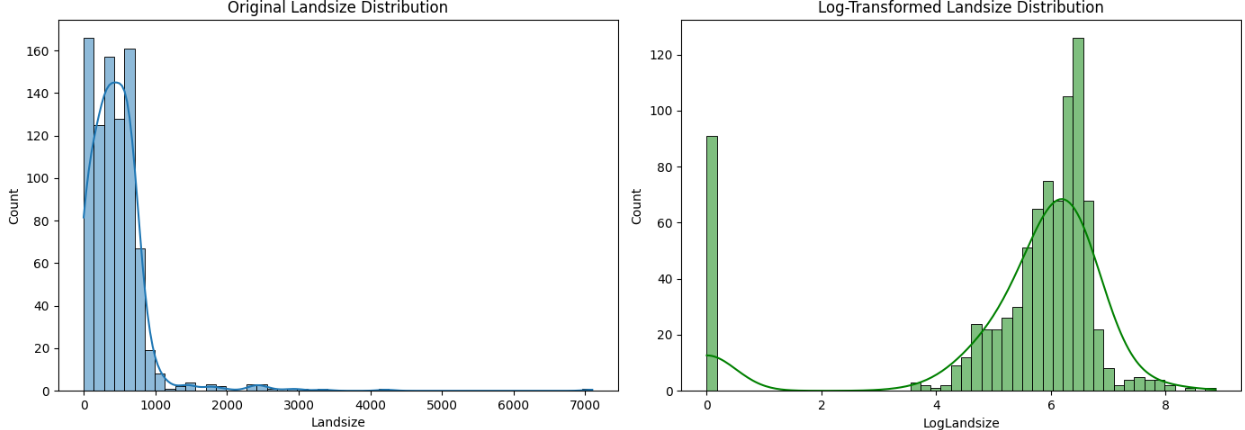 Original Landsize Distribution
160
140
120
100
80
60
40
20
0
Count
0 1000 2000 3000 4000 5000 6000 7000
Landsize
Log-Transformed Landsize Distribution
120
100
80
60
40
20
0
Count
0 2 4 6 8
LogLandsize